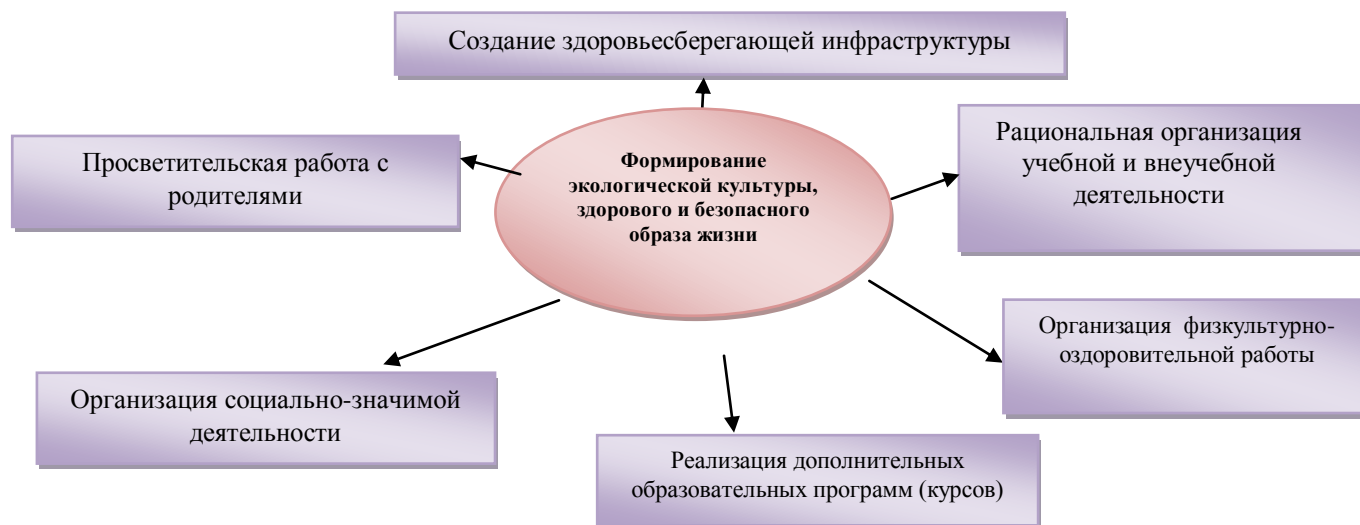 Создание здоровьесберегающей инфраструктуры
Просветительская работа с
родителями
Формирование
экологической культуры,
здорового и безопасного
образа жизни
Рациональная организация
учебной и внеучебной
деятельности
Организация физкультурно-
оздоровительной работы
Организация социально-значимой
деятельности
Реализация дополнительных
образовательных программ (курсов)